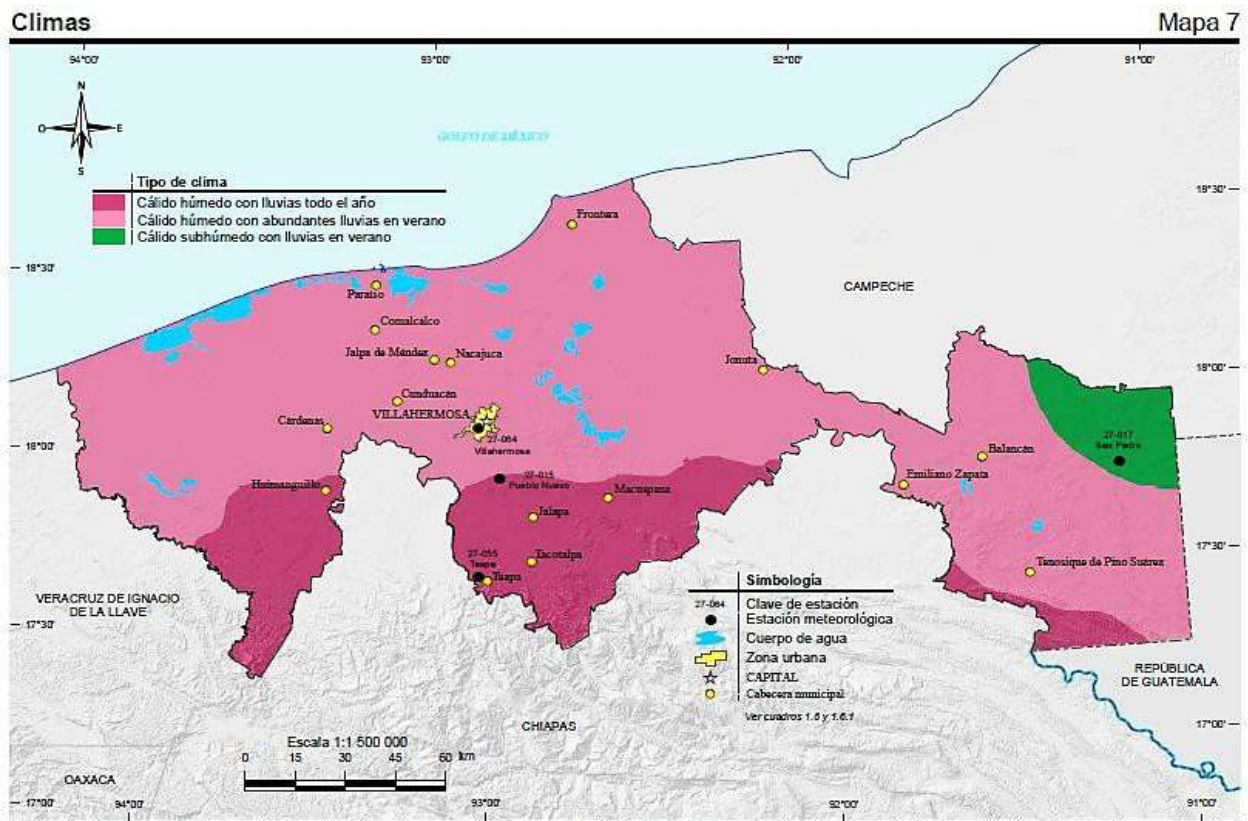 Climas
Mapa 7
94°00'
93°00'
92°00'
91°00'
N
O
E
S
GOLFO DE MÉXICO
Tipo de clima
Cálido húmedo con lluvias todo el año
Cálido húmedo con abundantes lluvias en verano
Cálido subhúmedo con lluvias en verano
18°30'
18°30'
Frontera
CAMPECHE
Paraíso
Comalcalco
Jalpa de Méndez
Nacajuca
Jonuta
18°00'
Cunduacán
VILLAHERMOSA
Cárdenas
27-064
Villahermosa
18°00'
27-017
San Pedro
Balancán
Emiliano Zapata
27-015
Pueblo Nuevo
Huimanguillo
Macuspana
Jalapa
17°30'
27-055
Teapa
Tacotalpa
Teapa
Tenosique de Pino Suárez
VERACRUZ DE IGNACIO
DE LA LLAVE
17°30'
Simbología
27-064
Clave de estación
Estación meteorológica
Cuerpo de agua
Zona urbana
CAPITAL
Cabecera municipal
Ver cuadros 1.6 y 1.6.1
REPÚBLICA
DE GUATEMALA
17°00'
CHIAPAS
Escala 1:1 500 000
0 15 30 45 60 km
OAXACA
17°00'
94°00'
93°00'
92°00'
91°00'